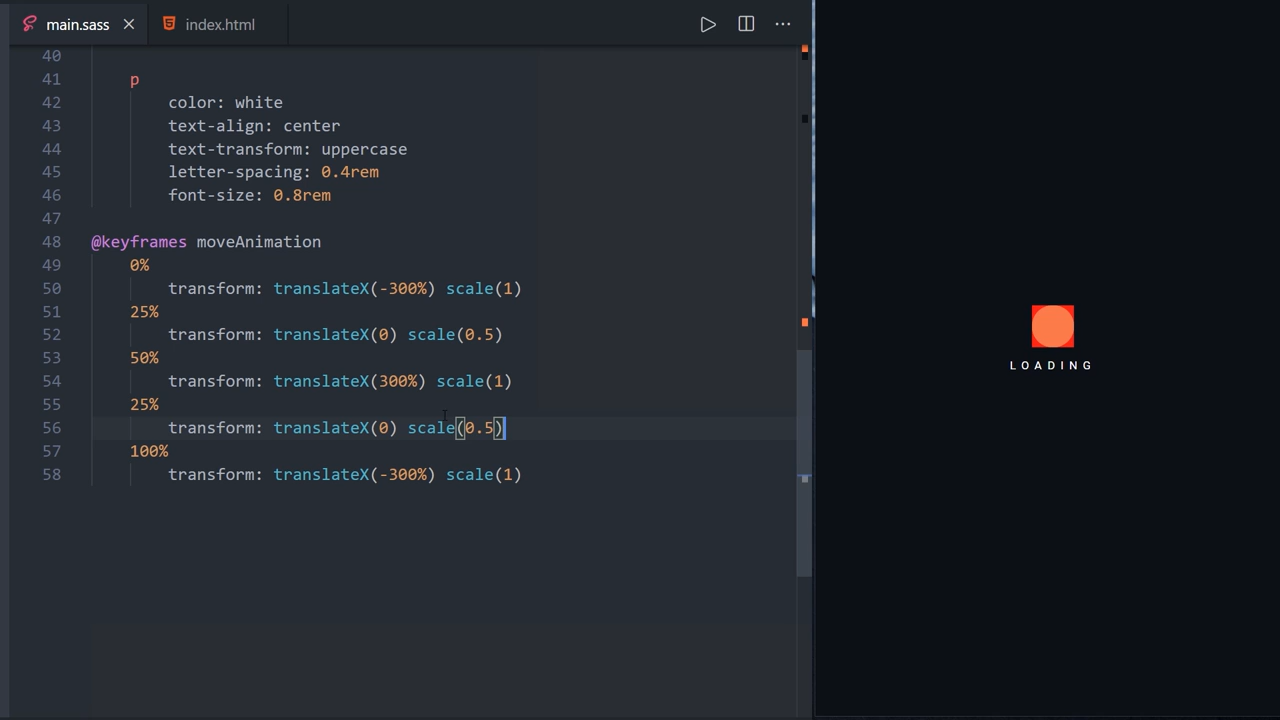 main.sass
index.html
40
41 p
42 color: white
43 text-align: center
44 text-transform: uppercase
45 letter-spacing: 0.4rem
46 font-size: 0.8rem
47
48 @keyframes moveAnimation
49 0%
50 transform: translateX(-300%) scale(1)
51 25%
52 transform: translateX(0) scale(0.5)
53 50%
54 transform: translateX(300%) scale(1)
55 25%
56 transform: translateX(0) scale(0.5)
57 100%
58 transform: translateX(-300%) scale(1)
LOADING